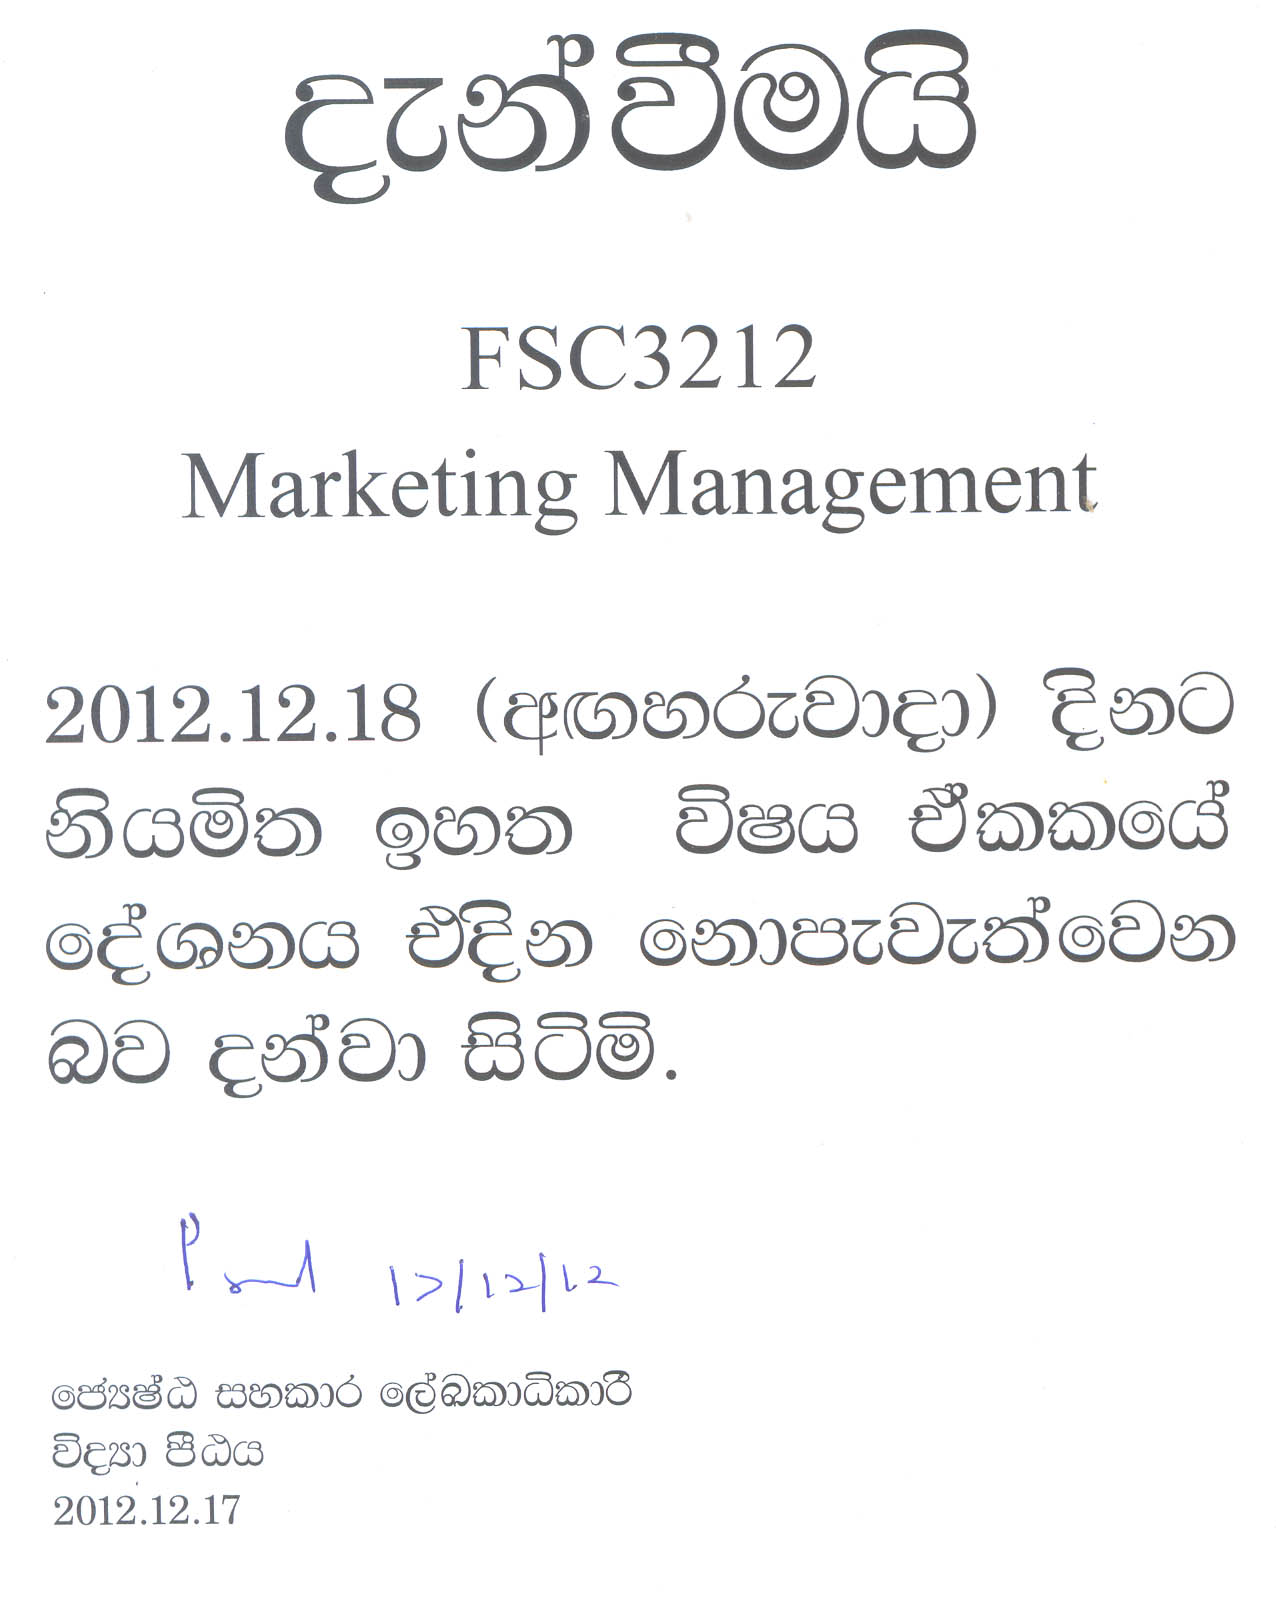 දැන්වීමයි
FSC3212
Marketing Management
2012.12.18 (අඟහරුවාදා) දිනට
නියමිත ඉහත විෂය ඒකකයේ
දේශනය එදින නොපැවැත්වෙන
බව දන්වා සිටිමි.
17/12/12
ජ්‍යෙෂ්ඨ සහකාර ලේඛකාධිකාරී
විද්‍යා පීඨය
2012.12.17